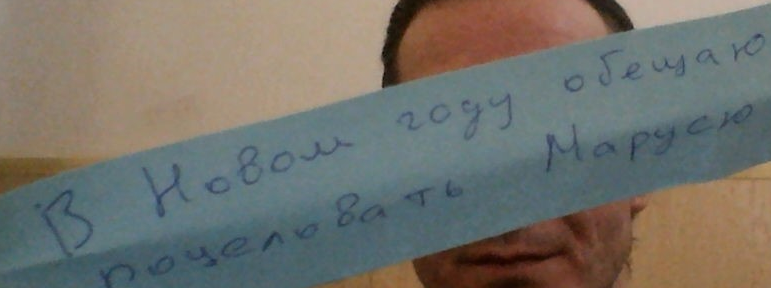 В Новом году обещаю
поцеловать Марусю